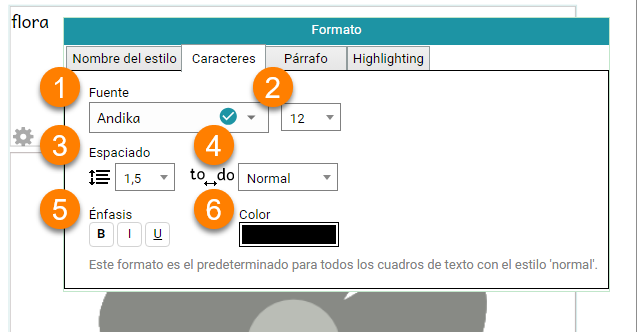 flora
Formato
Nombre del estilo Caracteres Párrafo Highlighting
1 2
Fuente
Andika 12
3 4
Espaciado
1,5 to do Normal
5 6
Énfasis Color
B I U
Este formato es el predeterminado para todos los cuadros de texto con el estilo 'normal'.